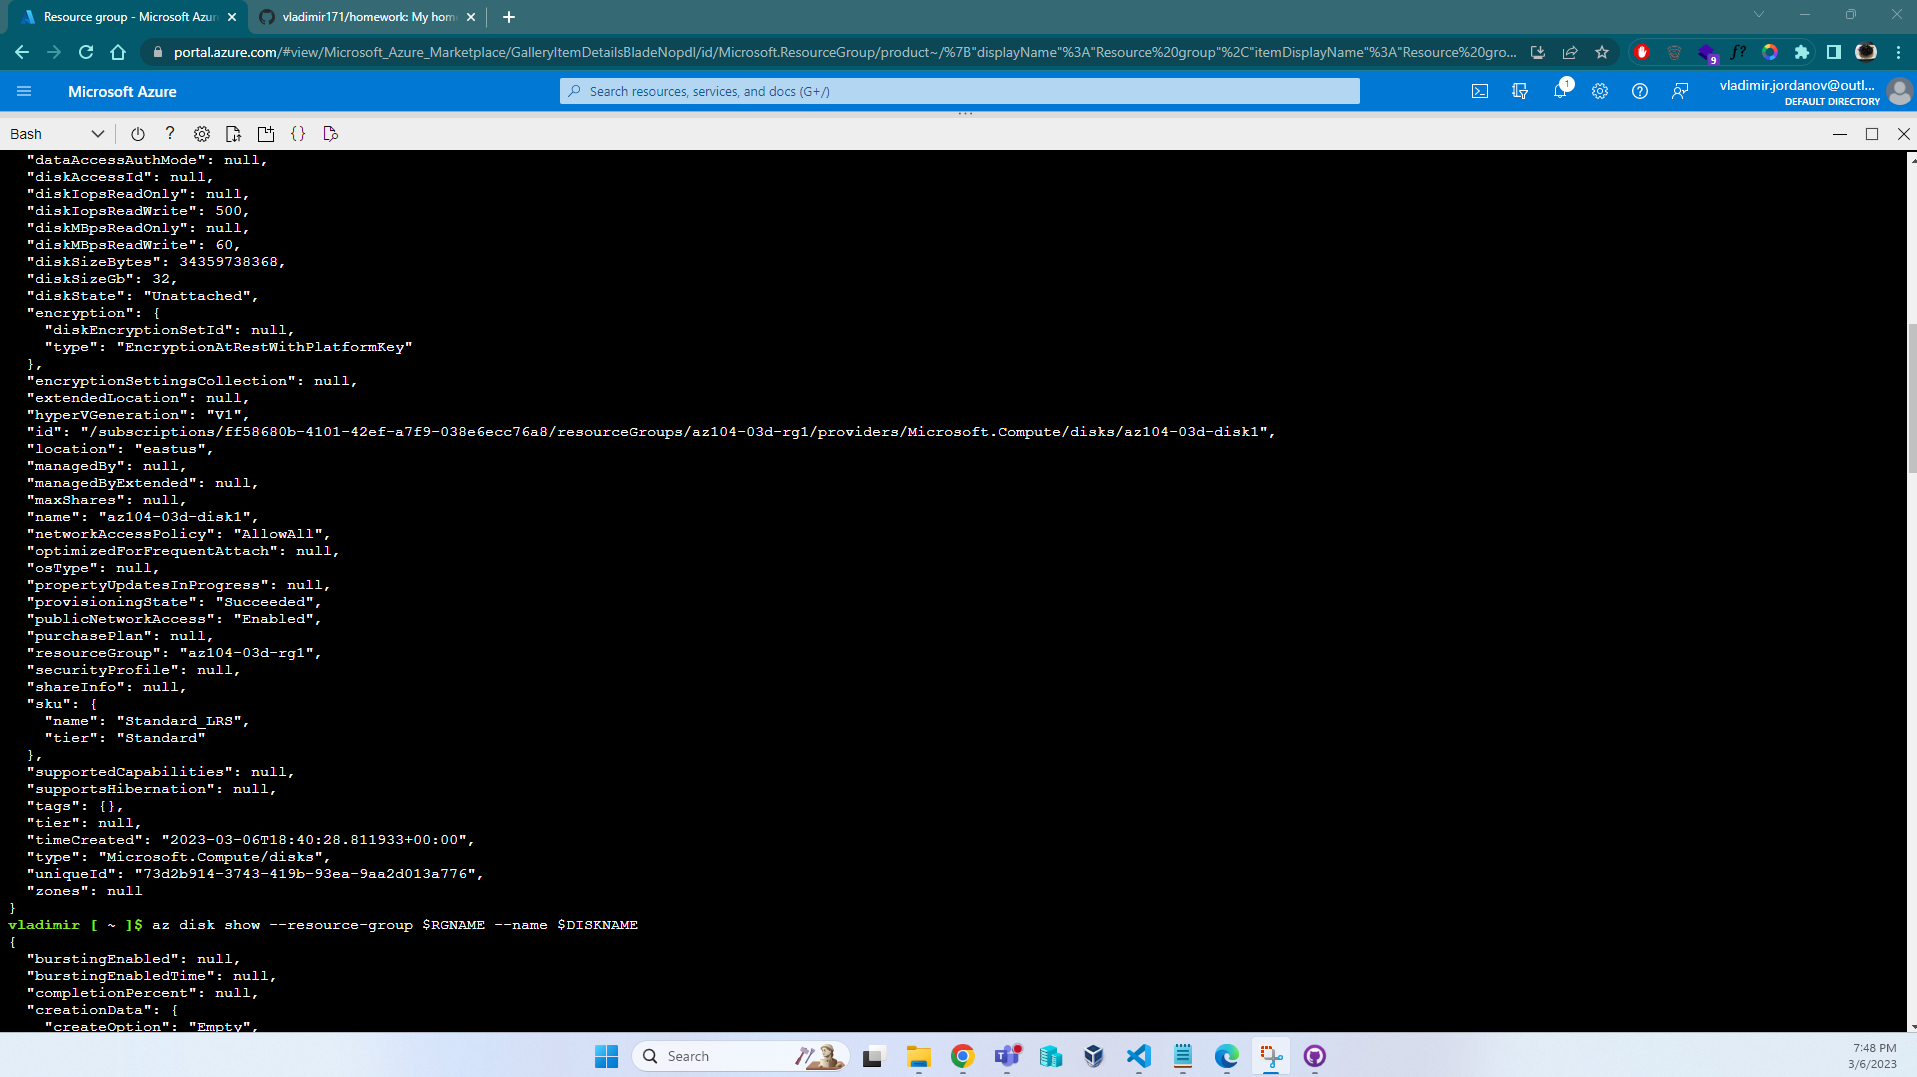 Resource group - Microsoft Azur
vladimir171/homework: My hom
portal.azure.com/#view/Microsoft_Azure_Marketplace/GalleryItemDetailsBladeNopdl/id/Microsoft.ResourceGroup/product~/%7B"displayName"%3A"Resource%20group"%2C"itemDisplayName"%3A"Resource%20gro...
9
f?
Microsoft Azure
Search resources, services, and docs (G+/)
1
vladimir.jordanov@outl...
DEFAULT DIRECTORY
Bash
"dataAccessAuthMode": null,
"diskAccessId": null,
"diskIopsReadOnly": null,
"diskIopsReadWrite": 500,
"diskMBpsReadOnly": null,
"diskMBpsReadWrite": 60,
"diskSizeBytes": 34359738368,
"diskSizeGb": 32,
"diskState": "Unattached",
"encryption": {
"diskEncryptionSetId": null,
"type": "EncryptionAtRestWithPlatformKey"
},
"encryptionSettingsCollection": null,
"extendedLocation": null,
"hyperVGeneration": "V1",
"id": "/subscriptions/ff58680b-4101-42ef-a7f9-038e6ecc76a8/resourceGroups/az104-03d-rg1/providers/Microsoft.Compute/disks/az104-03d-disk1",
"location": "eastus",
"managedBy": null,
"managedByExtended": null,
"maxShares": null,
"name": "az104-03d-disk1",
"networkAccessPolicy": "AllowAll",
"optimizedForFrequentAttach": null,
"osType": null,
"propertyUpdatesInProgress": null,
"provisioningState": "Succeeded",
"publicNetworkAccess": "Enabled",
"purchasePlan": null,
"resourceGroup": "az104-03d-rg1",
"securityProfile": null,
"shareInfo": null,
"sku": {
"name": "Standard_LRS",
"tier": "Standard"
},
"supportedCapabilities": null,
"supportsHibernation": null,
"tags": {},
"tier": null,
"timeCreated": "2023-03-06T18:40:28.811933+00:00",
"type": "Microsoft.Compute/disks",
"uniqueId": "73d2b914-3743-419b-93ea-9aa2d013a776",
"zones": null
}
vladimir [ ~ ]$ az disk show --resource-group $RGNAME --name $DISKNAME
{
"burstingEnabled": null,
"burstingEnabledTime": null,
"completionPercent": null,
"creationData": {
"createOption": "Empty",
Search
7:48 PM
3/6/2023